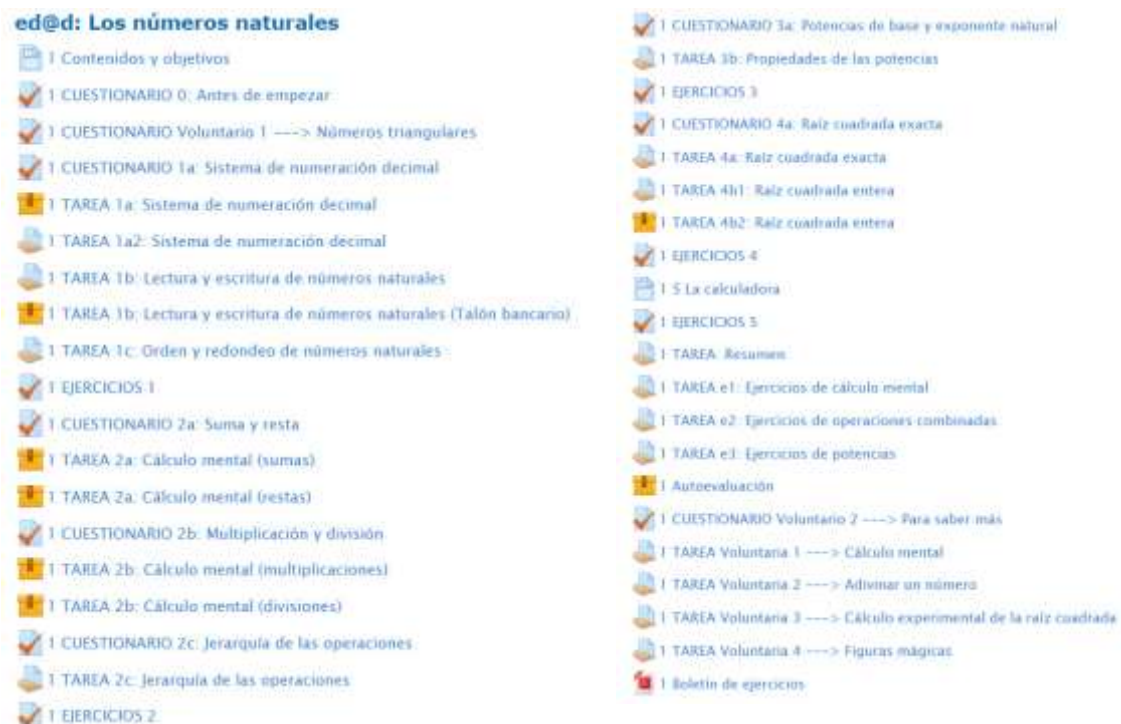 ed@d: Los números naturales
1 Contenidos y objetivos
1 CUESTIONARIO 0: Antes de empezar
1 CUESTIONARIO Voluntario 1 ---> Números triangulares
1 CUESTIONARIO 1a: Sistema de numeración decimal
1 TAREA 1a: Sistema de numeración decimal
1 TAREA 1a2: Sistema de numeración decimal
1 TAREA 1b: Lectura y escritura de números naturales
1 TAREA 1b: Lectura y escritura de números naturales (Talón bancario)
1 TAREA 1c: Orden y redondeo de números naturales
1 EJERCICIOS 1
1 CUESTIONARIO 2a: Suma y resta
1 TAREA 2a: Cálculo mental (sumas)
1 TAREA 2a: Cálculo mental (restas)
1 CUESTIONARIO 2b: Multiplicación y división
1 TAREA 2b: Cálculo mental (multiplicaciones)
1 TAREA 2b: Cálculo mental (divisiones)
1 CUESTIONARIO 2c: Jerarquía de las operaciones
1 TAREA 2c: Jerarquía de las operaciones
1 EJERCICIOS 2
1 CUESTIONARIO 3a: Potencias de base y exponente natural
1 TAREA 3b: Propiedades de las potencias
1 EJERCICIOS 3
1 CUESTIONARIO 4a: Raíz cuadrada exacta
1 TAREA 4a: Raíz cuadrada exacta
1 TAREA 4b1: Raíz cuadrada entera
1 TAREA 4b2: Raíz cuadrada entera
1 EJERCICIOS 4
1 5 La calculadora
1 EJERCICIOS 5
1 TAREA: Resumen
1 TAREA e1: Ejercicios de cálculo mental
1 TAREA e2: Ejercicios de operaciones combinadas
1 TAREA e3: Ejercicios de potencias
1 Autoevaluación
1 CUESTIONARIO Voluntario 2 ---> Para saber más
1 TAREA Voluntaria 1 ---> Cálculo mental
1 TAREA Voluntaria 2 ---> Adivinar un número
1 TAREA Voluntaria 3 ---> Cálculo experimental de la raíz cuadrada
1 TAREA Voluntaria 4 ---> Figuras mágicas
1 Boletín de ejercicios